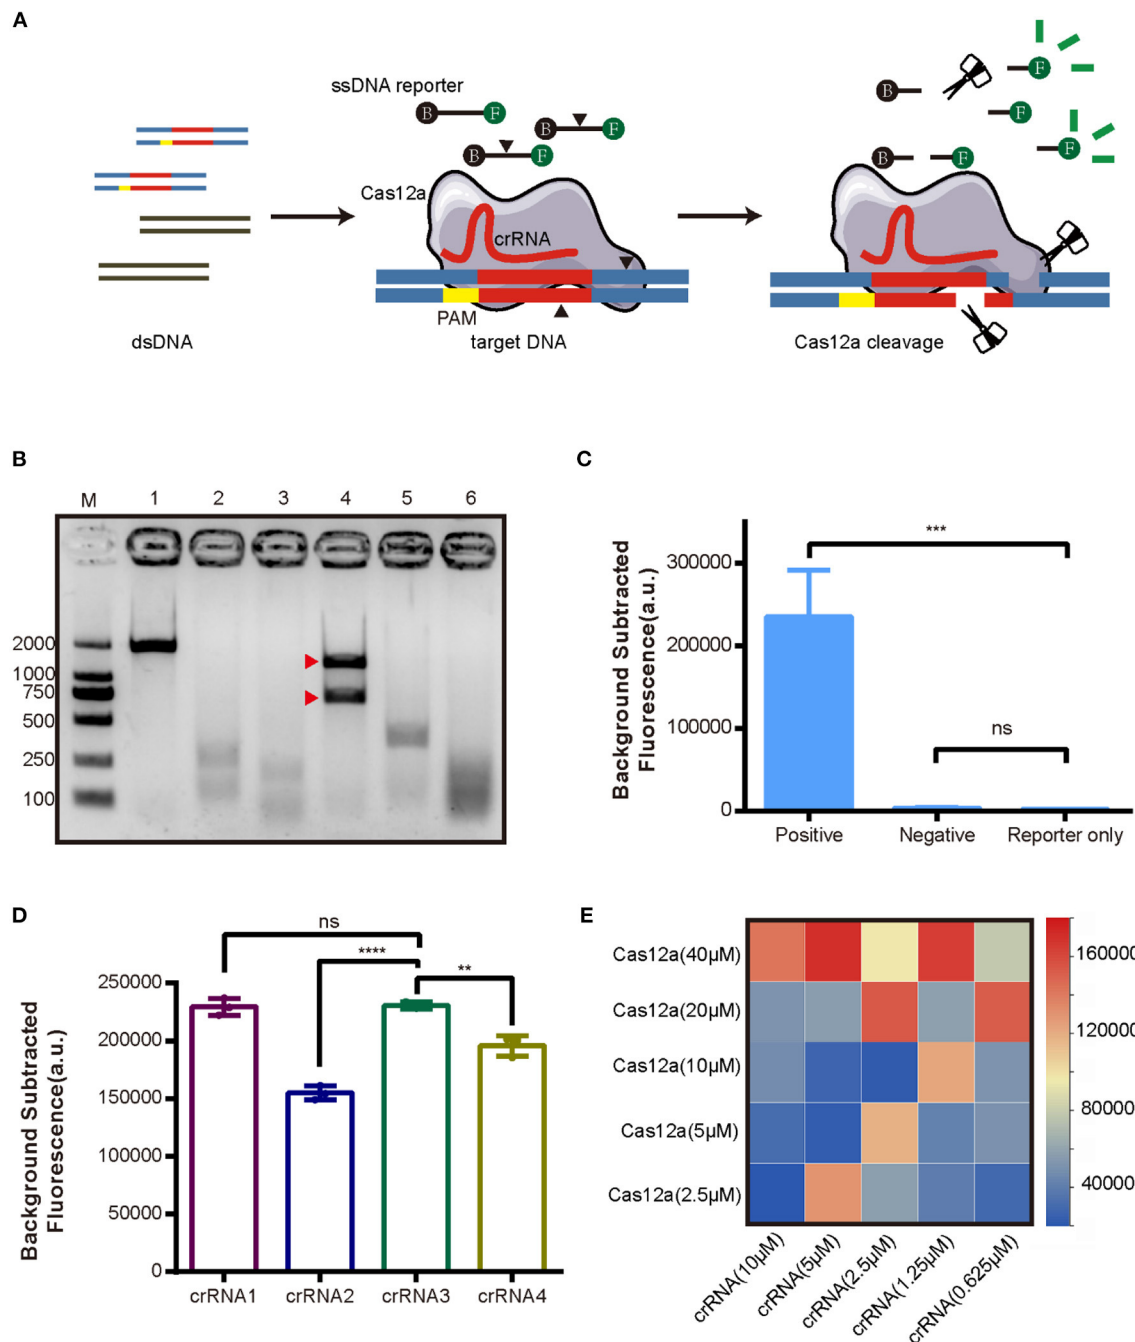 A
ssDNA reporter
B F
B F
B F
Cas12a
crRNA
PAM
dsDNA
target DNA
B F
F
B F F
Cas12a cleavage
B
M 1 2 3 4 5 6
2000
1000
750
500
250
100
C
Background Subtracted
Fluorescence(a.u.)
300000
200000
100000
0
***
ns
Positive Negative Reporter only
D
Background Subtracted
Fluorescence(a.u.)
250000
200000
150000
100000
50000
0
ns
****
**
crRNA1 crRNA2 crRNA3 crRNA4
E
Cas12a(40μM)
Cas12a(20μM)
Cas12a(10μM)
Cas12a(5μM)
Cas12a(2.5μM)
crRNA(10μM)
crRNA(5μM)
crRNA(2.5μM)
crRNA(1.25μM)
crRNA(0.625μM)
160000
120000
80000
40000